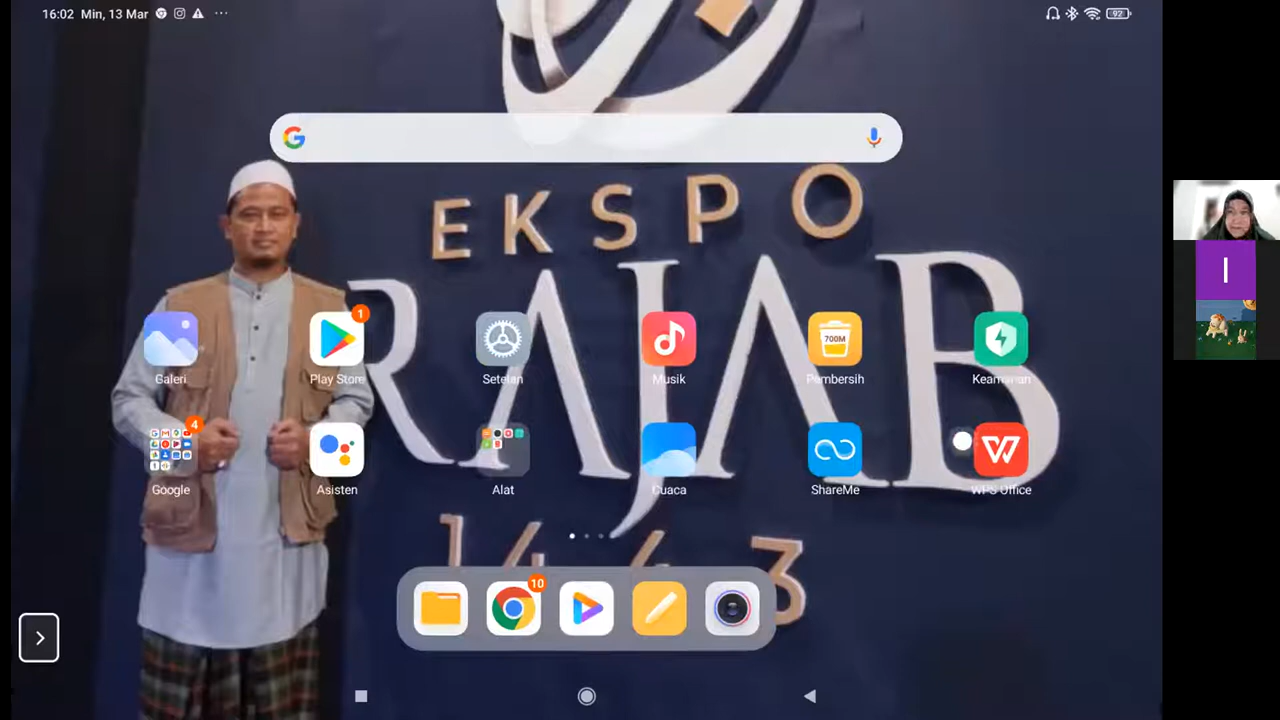 16:02 Min, 13 Mar
92
EKSPO
RAJAB
1443
1
700M
Galeri
Play Store
Setelan
Musik
Pembersih
Keamanan
4
Google
Asisten
Alat
Cuaca
ShareMe
WPS Office
10
I